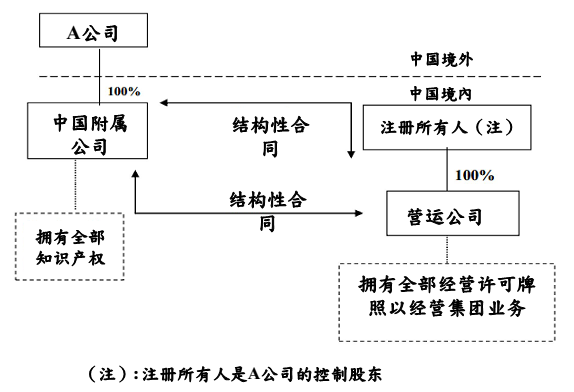 A公司
中国境外
100%
中国境内
中国附属
公司
结构性合
同
注册所有人（注）
100%
结构性合
同
营运公司
拥有全部
知识产权
拥有全部经营许可牌
照以经营集团业务
（注）:注册所有人是A公司的控制股东